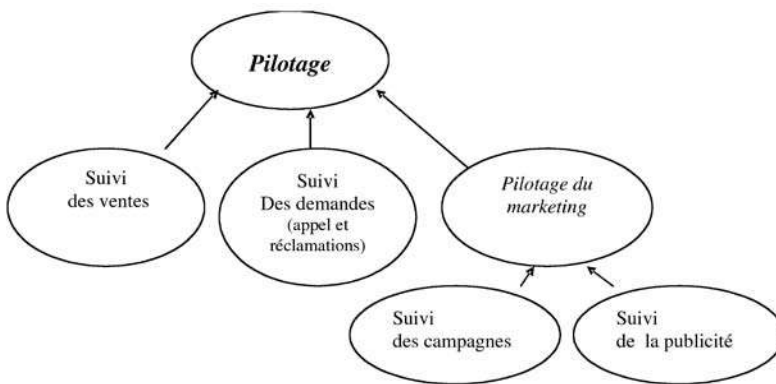 Pilotage
Suivi
des ventes
Suivi
Des demandes
(appel et
réclamations)
Pilotage du
marketing
Suivi
des campagnes
Suivi
de la publicité